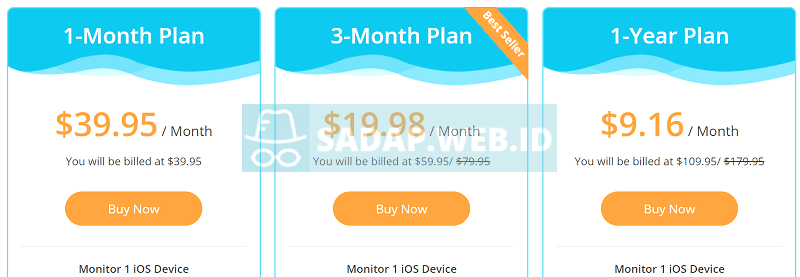 1-Month Plan
$39.95 / Month
You will be billed at $39.95
Buy Now
Monitor 1 iOS Device
3-Month Plan
Best Seller
$19.98 / Month
You will be billed at $59.95/ $79.95
Buy Now
Monitor 1 iOS Device
1-Year Plan
$9.16 / Month
You will be billed at $109.95/ $179.95
Buy Now
Monitor 1 iOS Device
SADAP.WEB.ID